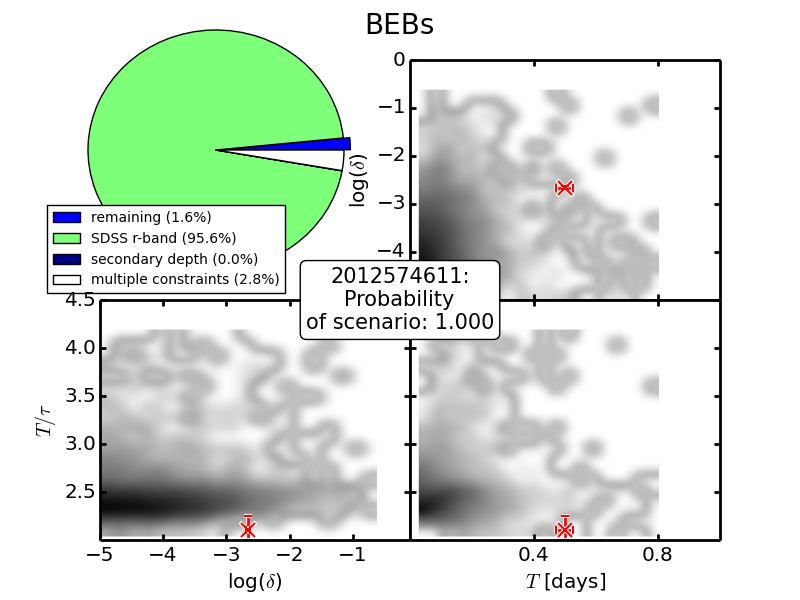 BEBs
remaining (1.6%)
SDSS r-band (95.6%)
secondary depth (0.0%)
multiple constraints (2.8%)
log(δ)
0
−1
−2
−3
−4
2012574611:
Probability
of scenario: 1.000
T/τ
4.5
4.0
3.5
3.0
2.5
−5 −4 −3 −2 −1
log(δ)
0.4 0.8
T [days]